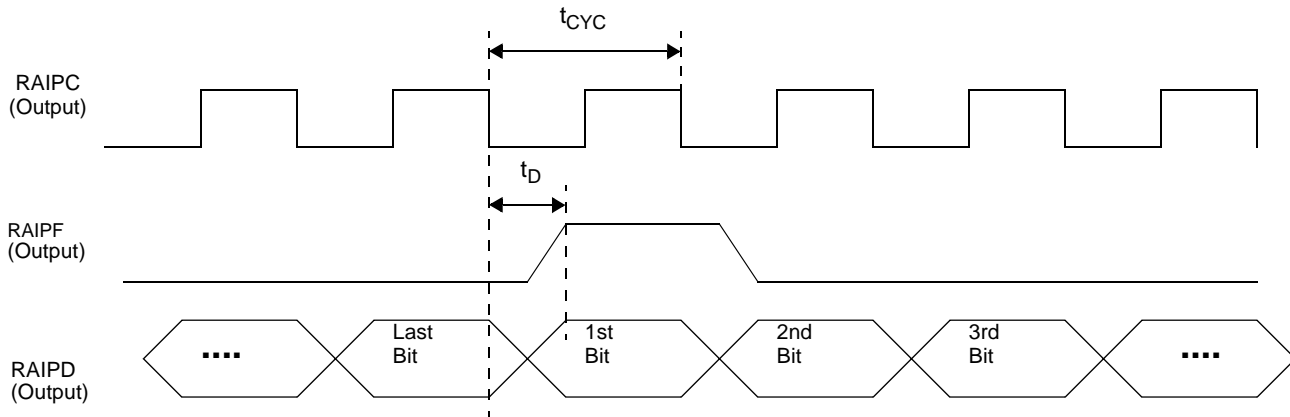 tCYC
RAIPC
(Output)
tD
RAIPF
(Output)
Last
Bit
1st
Bit
2nd
Bit
3rd
Bit
....
....
RAIPD
(Output)